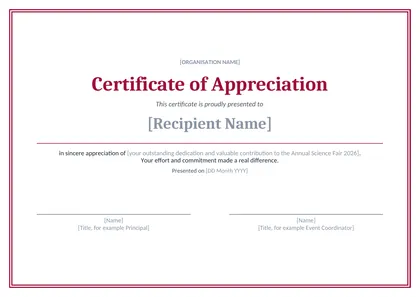 [ORGANISATION NAME]
Certificate of Appreciation
This certificate is proudly presented to
[Recipient Name]
In sincere appreciation of [your outstanding dedication and valuable contribution to the Annual Science Fair 2026].
Your effort and commitment made a real difference.
Presented on [DD Month YYYY]
[Name]
[Title, for example Principal]
[Name]
[Title, for example Event Coordinator]